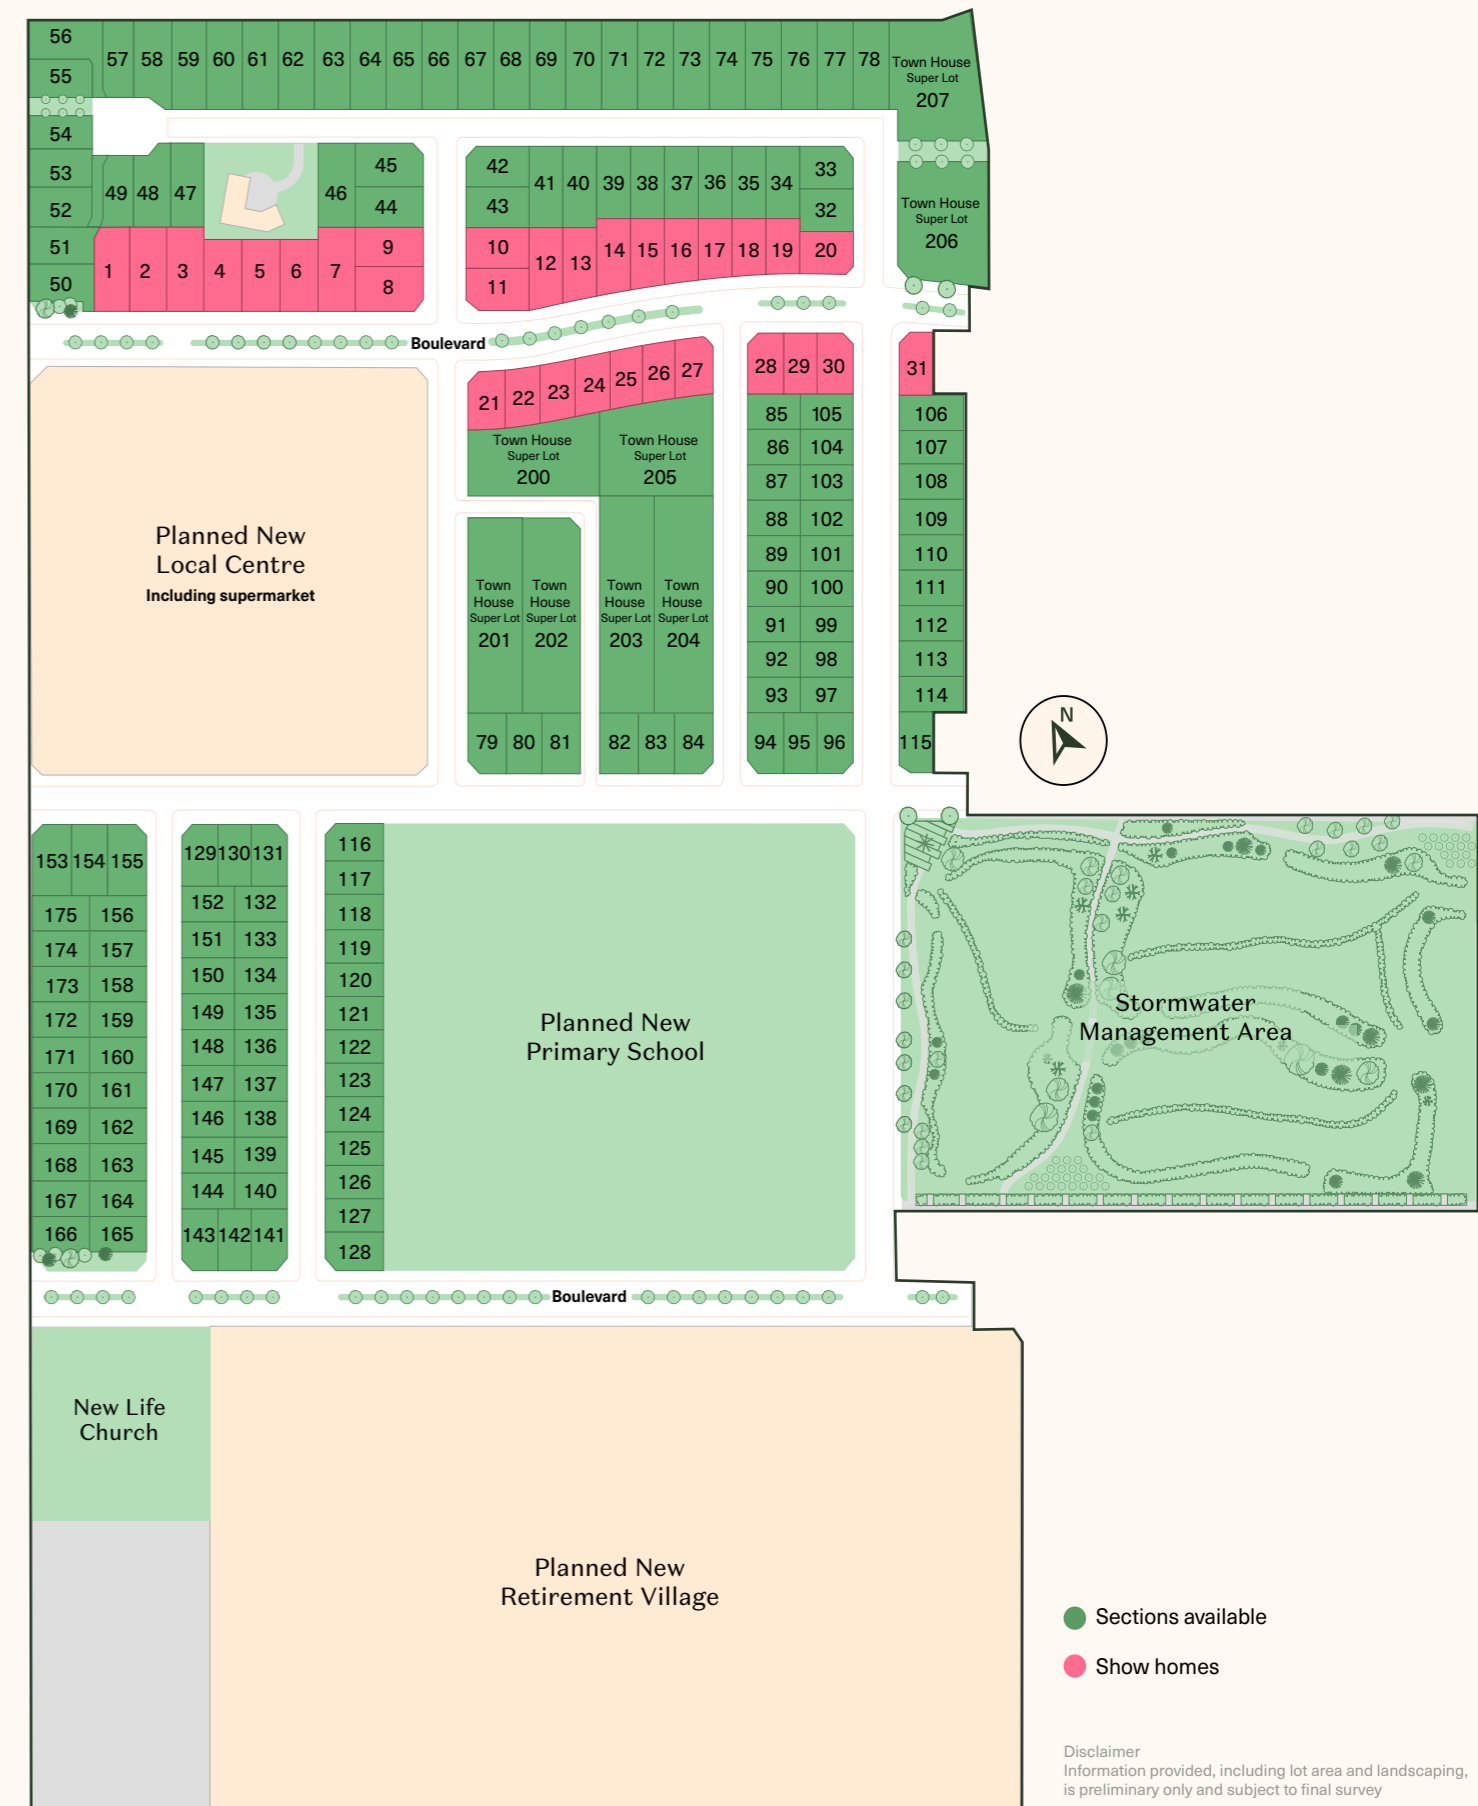 56
57 58 59 60 61 62 63 64 65 66 67 68 69 70 71 72 73 74 75 76 77 78
Town House
Super Lot
207
55
54
53
52
51
50
49 48 47
46
45
44
42
43
41 40 39 38 37 36 35 34
33
32
Town House
Super Lot
206
1 2 3 4 5 6 7
9
8
10
11
12 13 14 15 16 17 18 19 20
Boulevard
21 22 23 24 25 26 27
28 29 30
31
Town House
Super Lot
200
Town House
Super Lot
205
85 105
86 104
87 103
88 102
89 101
90 100
91 99
92 98
93 97
94 95 96
106
107
108
109
110
111
112
113
114
115
Planned New
Local Centre
Including supermarket
Town
House
Super Lot
201
Town
House
Super Lot
202
Town
House
Super Lot
203
Town
House
Super Lot
204
79 80 81
82 83 84
N
153 154 155
175 156
174 157
173 158
172 159
171 160
170 161
169 162
168 163
167 164
166 165
129 130 131
152 132
151 133
150 134
149 135
148 136
147 137
146 138
145 139
144 140
143 142 141
116
117
118
119
120
121
122
123
124
125
126
127
128
Planned New
Primary School
Stormwater
Management Area
Boulevard
New Life
Church
Planned New
Retirement Village
Sections available
Show homes
Disclaimer
Information provided, including lot area and landscaping,
is preliminary only and subject to final survey